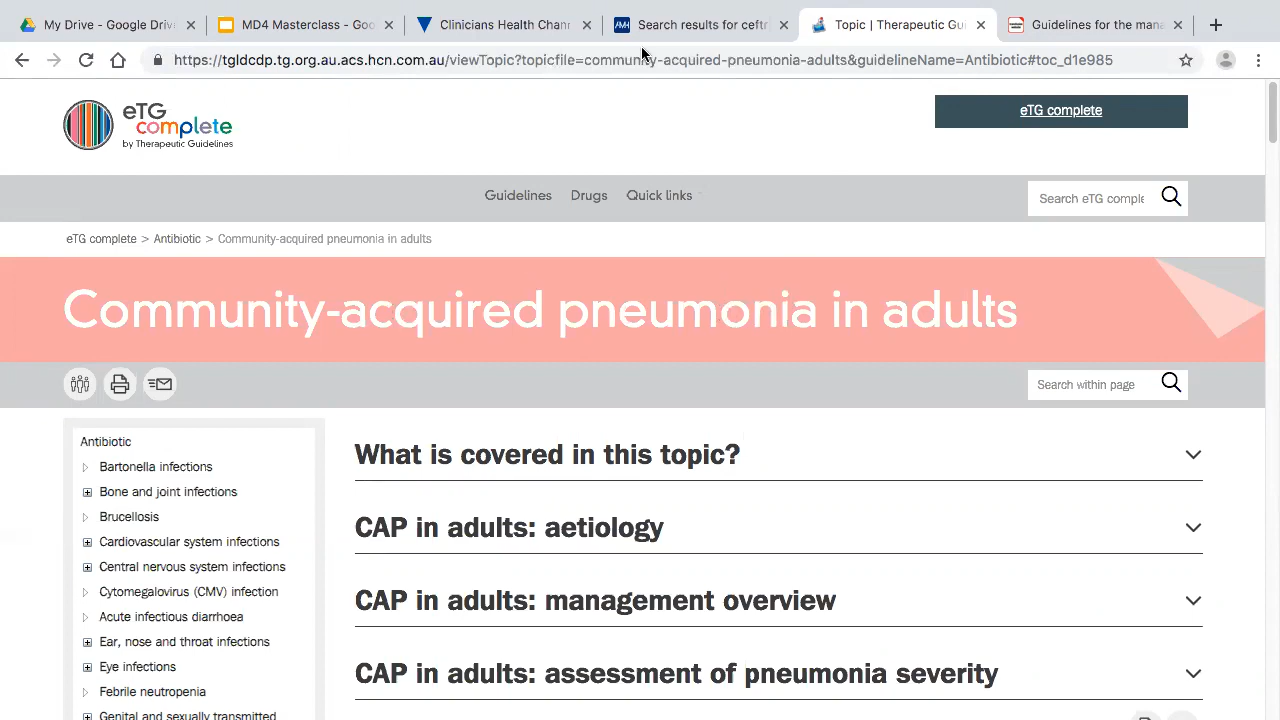 My Drive - Google Drive
MD4 Masterclass - Goo
Clinicians Health Chann
Search results for ceftr
Topic | Therapeutic Gui
Guidelines for the mana
https://tgldcdp.tg.org.au.acs.hcn.com.au/viewTopic?topicfile=community-acquired-pneumonia-adults&guidelineName=Antibiotic#toc_d1e985
eTG
complete
by Therapeutic Guidelines
eTG complete
Guidelines Drugs Quick links
Search eTG comple
eTG complete > Antibiotic > Community-acquired pneumonia in adults
Community-acquired pneumonia in adults
Search within page
Antibiotic
Bartonella infections
Bone and joint infections
Brucellosis
Cardiovascular system infections
Central nervous system infections
Cytomegalovirus (CMV) infection
Acute infectious diarrhoea
Ear, nose and throat infections
Eye infections
Febrile neutropenia
Genital and sexually transmitted
What is covered in this topic?
CAP in adults: aetiology
CAP in adults: management overview
CAP in adults: assessment of pneumonia severity